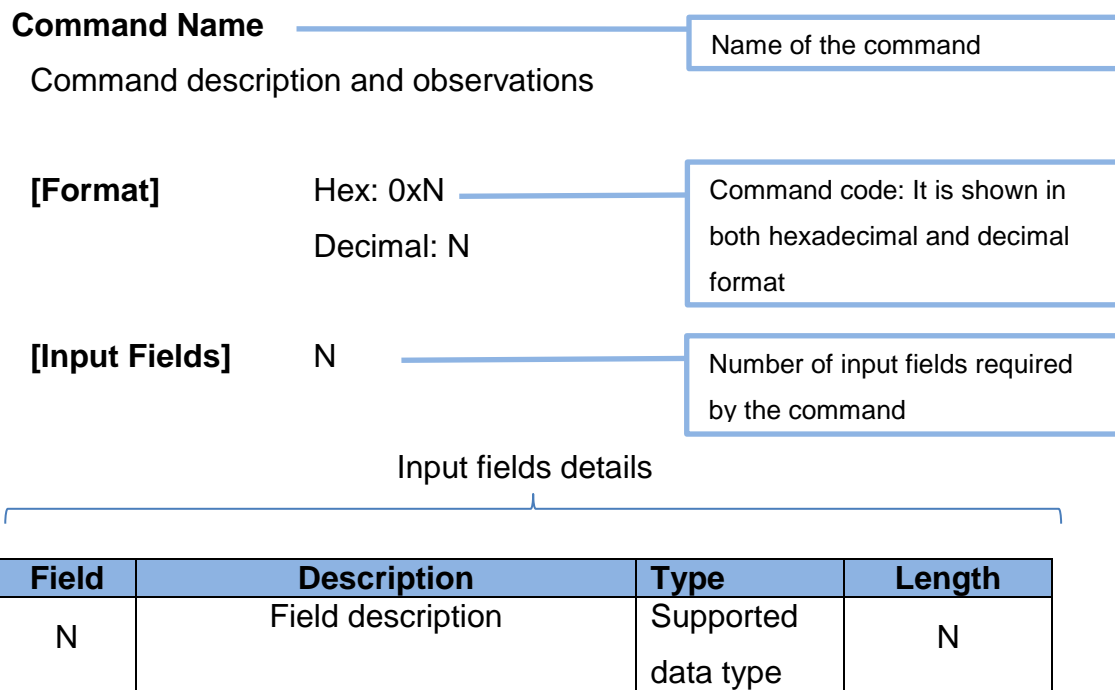 Command Name
Name of the command
Command description and observations
[Format] Hex: 0xN
Decimal: N
Command code: It is shown in
both hexadecimal and decimal
format
[Input Fields] N
Number of input fields required
by the command
Input fields details
Field Description Type Length
N Field description Supported
data type N